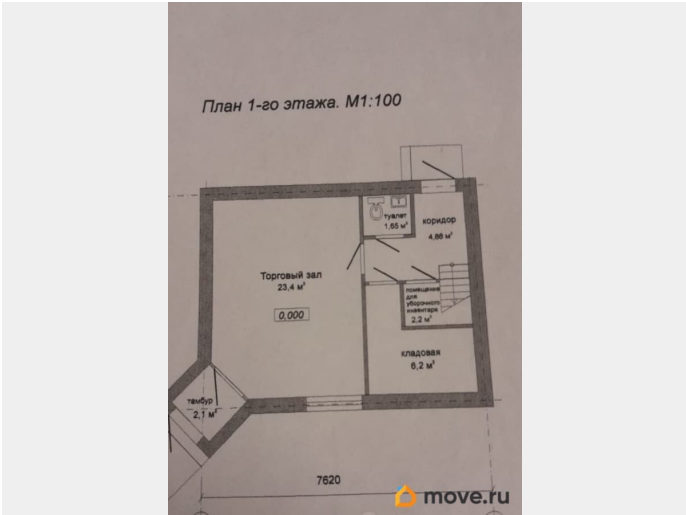 План 1-го этажа. М1:100
туалет
1,65 м²
коридор
4,86 м²
Торговый зал
23,4 м²
0,000
помещение
для
уборочного
инвентаря
2,2 м²
кладовая
6,2 м²
тамбур
2,1 м²
7620
move.ru